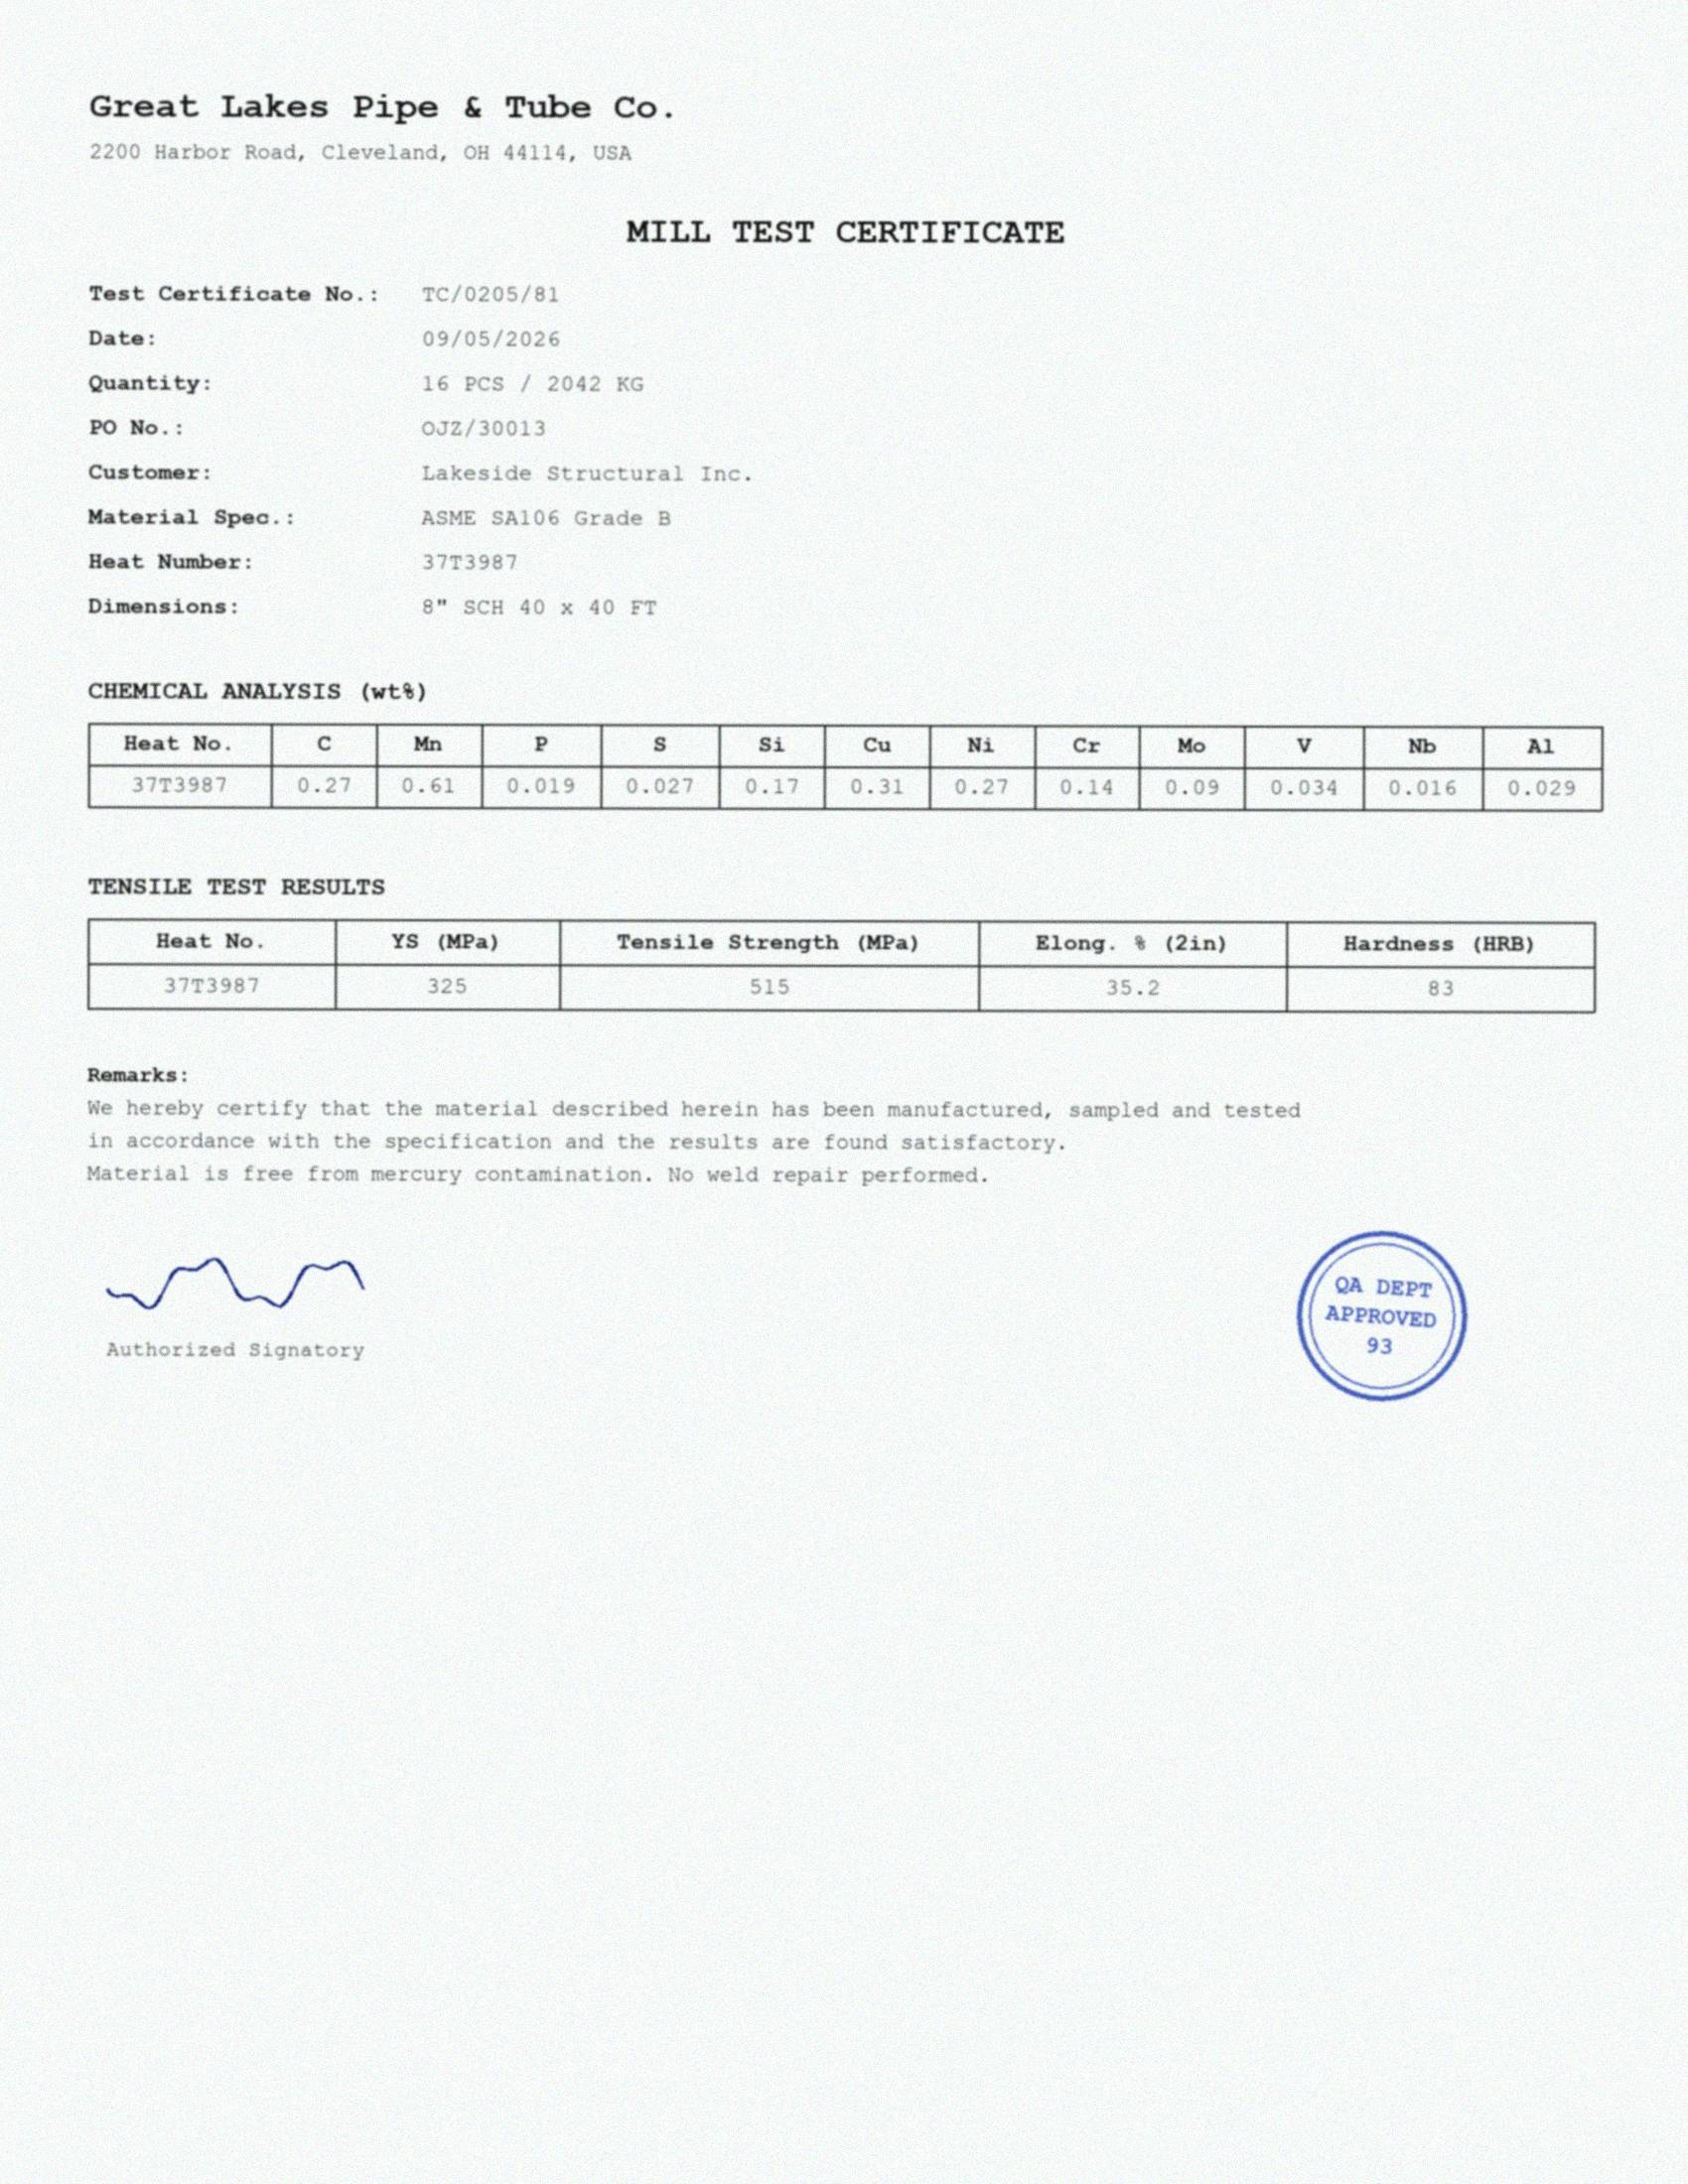 Great Lakes Pipe & Tube Co.
2200 Harbor Road, Cleveland, OH 44114, USA
MILL TEST CERTIFICATE
Test Certificate No.: TC/0205/81
Date: 09/05/2026
Quantity: 16 PCS / 2042 KG
PO No.: OJZ/30013
Customer: Lakeside Structural Inc.
Material Spec.: ASME SA106 Grade B
Heat Number: 37T3987
Dimensions: 8" SCH 40 x 40 FT
CHEMICAL ANALYSIS (wt%)
Heat No. C Mn P S Si Cu Ni Cr Mo V Nb Al
37T3987 0.27 0.61 0.019 0.027 0.17 0.31 0.27 0.14 0.09 0.034 0.016 0.029
TENSILE TEST RESULTS
Heat No. YS (MPa) Tensile Strength (MPa) Elong. % (2in) Hardness (HRB)
37T3987 325 515 35.2 83
Remarks:
We hereby certify that the material described herein has been manufactured, sampled and tested
in accordance with the specification and the results are found satisfactory.
Material is free from mercury contamination. No weld repair performed.
Authorized Signatory
QA DEPT
APPROVED
93